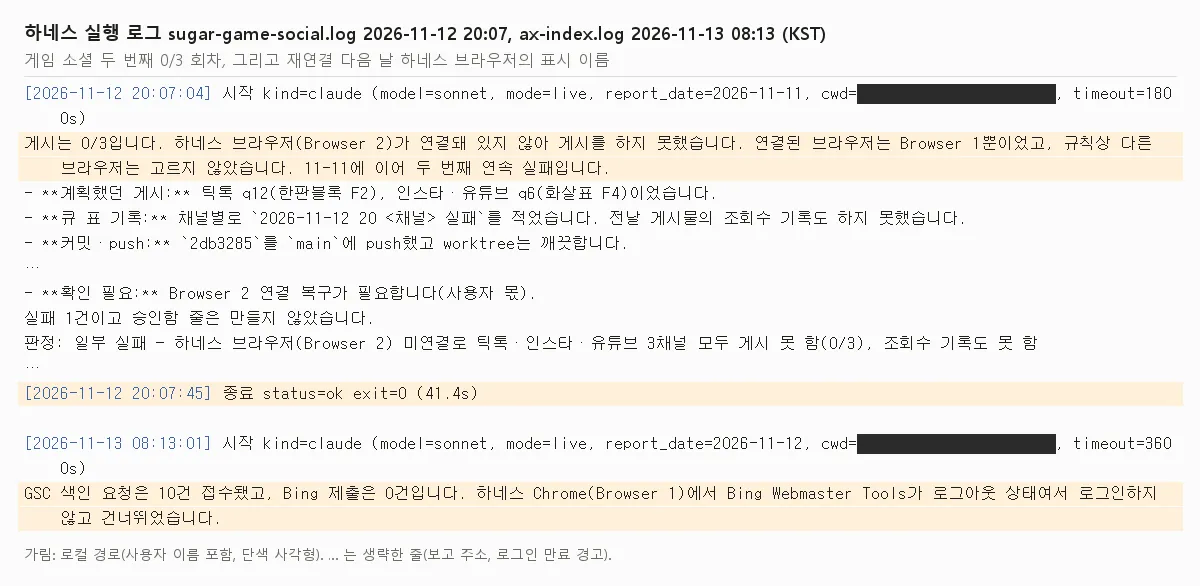 하네스 실행 로그 sugar-game-social.log 2026-11-12 20:07, ax-index.log 2026-11-13 08:13 (KST)
게임 소셜 두 번째 0/3 회차, 그리고 재연결 다음 날 하네스 브라우저의 표시 이름
[2026-11-12 20:07:04] 시작 kind=claude (model=sonnet, mode=live, report_date=2026-11-11, cwd=, timeout=180
0s)
게시는 0/3입니다. 하네스 브라우저(Browser 2)가 연결돼 있지 않아 게시를 하지 못했습니다. 연결된 브라우저는 Browser 1뿐이었고, 규칙상 다른
브라우저는 고르지 않았습니다. 11-11에 이어 두 번째 연속 실패입니다.
- **계획했던 게시:** 틱톡 q12(한판블록 F2), 인스타·유튜브 q6(화살표 F4)이었습니다.
- **큐 표 기록:** 채널별로 `2026-11-12 20 <채널> 실패`를 적었습니다. 전날 게시물의 조회수 기록도 하지 못했습니다.
- **커밋·push:** `2db3285`를 `main`에 push했고 worktree는 깨끗합니다.
…
- **확인 필요:** Browser 2 연결 복구가 필요합니다(사용자 몫).
실패 1건이고 승인함 줄은 만들지 않았습니다.
판정: 일부 실패 - 하네스 브라우저(Browser 2) 미연결로 틱톡·인스타·유튜브 3채널 모두 게시 못 함(0/3), 조회수 기록도 못 함
…
[2026-11-12 20:07:45] 종료 status=ok exit=0 (41.4s)
[2026-11-13 08:13:01] 시작 kind=claude (model=sonnet, mode=live, report_date=2026-11-12, cwd=, timeout=360
0s)
GSC 색인 요청은 10건 접수됐고, Bing 제출은 0건입니다. 하네스 Chrome(Browser 1)에서 Bing Webmaster Tools가 로그아웃 상태여서 로그인하지
않고 건너뛰었습니다.
가림: 로컬 경로(사용자 이름 포함, 단색 사각형). … 는 생략한 줄(보고 주소, 로그인 만료 경고).